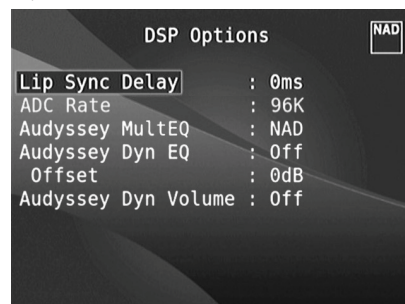 DSP Options
NAD
Lip Sync Delay : 0ms
ADC Rate : 96K
Audyssey MultEQ : NAD
Audyssey Dyn EQ : Off
Offset : 0dB
Audyssey Dyn Volume : Off